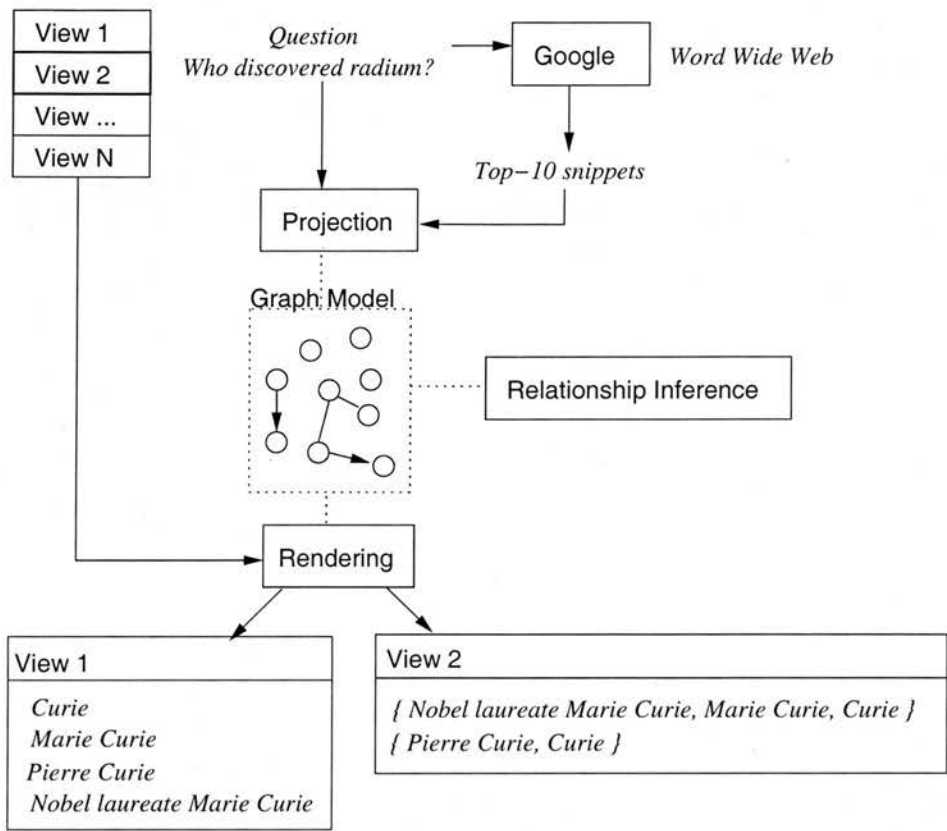 View 1
View 2
View ...
View N
Question
Who discovered radium?
Google
Word Wide Web
Top−10 snippets
Projection
Graph Model
Relationship Inference
Rendering
View 1
Curie
Marie Curie
Pierre Curie
Nobel laureate Marie Curie
View 2
{ Nobel laureate Marie Curie, Marie Curie, Curie }
{ Pierre Curie, Curie }